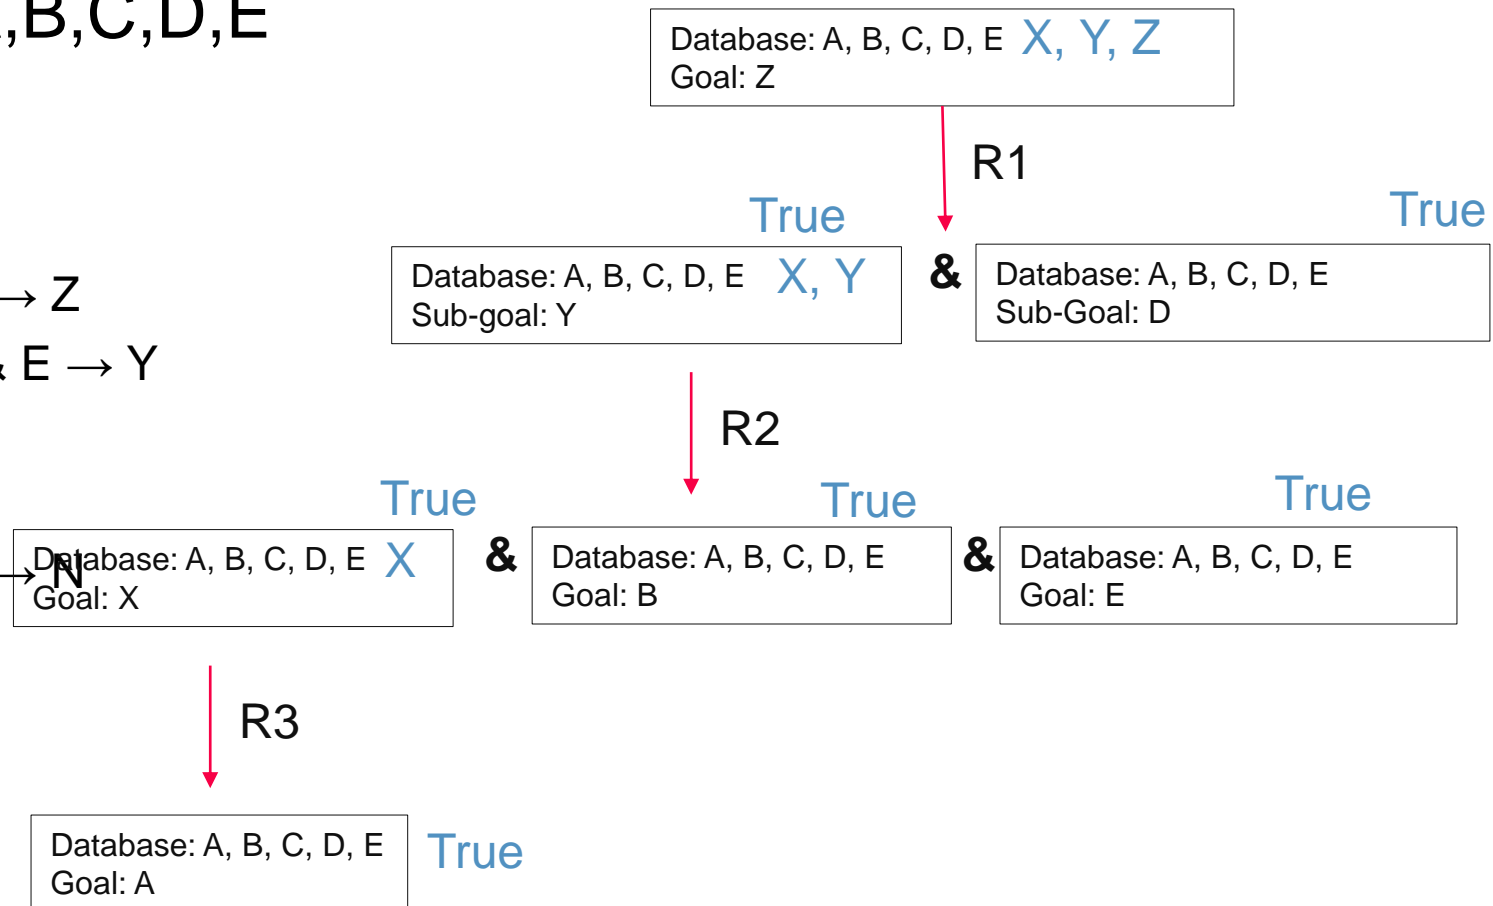 ,B,C,D,E
Database: A, B, C, D, E X, Y, Z
Goal: Z
R1
True
True
Database: A, B, C, D, E X, Y
Sub-goal: Y
&
Database: A, B, C, D, E
Sub-Goal: D
→ Z
& E → Y
R2
True
True
True
→ N
Database: A, B, C, D, E X
Goal: X
&
Database: A, B, C, D, E
Goal: B
&
Database: A, B, C, D, E
Goal: E
R3
Database: A, B, C, D, E
Goal: A
True